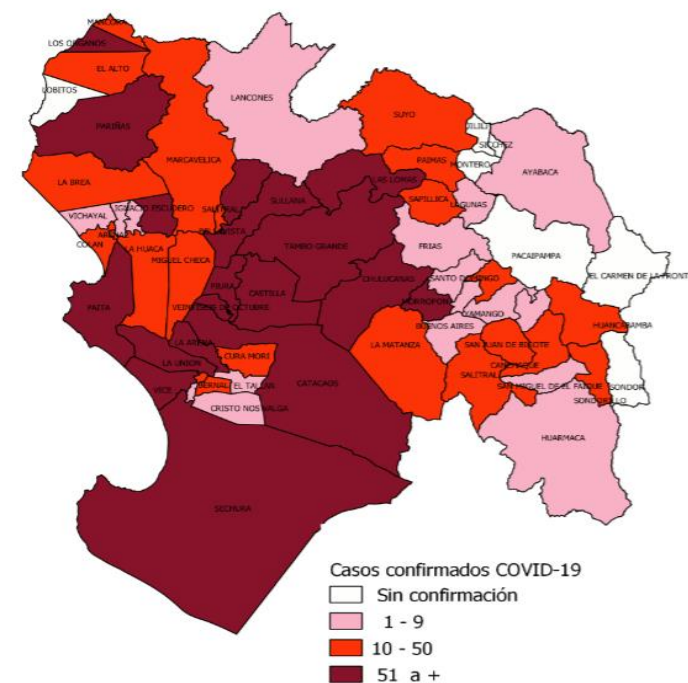 MANCORA
LOS ORGANOS
EL ALTO
LOBITOS
LANCONES
PARIÑAS
SUYO
JILILI
SICCHEZ
MARCAVELICA
PAIMAS
MONTERO
AYABACA
LAS LOMAS
LA BREA
SULLANA
SAPILLICA
LAGUNAS
IGNACIO ESCUDERO
SALITRAL
VICHAYAL
COLAN
LA HUACA
TAMBO GRANDE
FRIAS
PACAIPAMPA
MIGUEL CHECA
EL CARMEN DE LA FRONT
SANTO DOMINGO
CHULUCANAS
PIURA
CASTILLA
MORROPON
PAITA
VEINTISEIS DE OCTUBRE
YAMANGO
BUENOS AIRES
HUANCABAMBA
LA ARENA
LA MATANZA
SAN JUAN DE BIGOTE
CURA MORI
LA UNION
CANCHAQUE
SALITRAL
SONDOR
VICE
BERNAL
EL TALLAN
CATACAOS
SAN MIGUEL DE EL FAIQUE
SONDORILLO
CRISTO NOS VALGA
HUARMACA
SECHURA
Casos confirmados COVID-19
Sin confirmación
1 - 9
10 - 50
51 a +